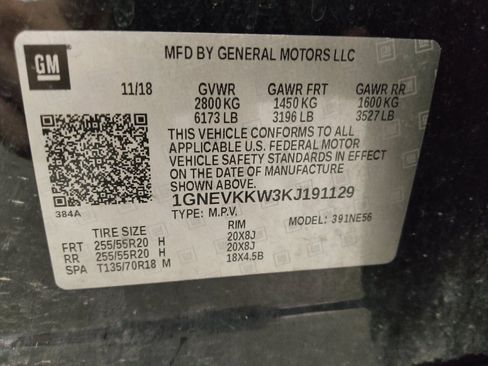 GM
MFD BY GENERAL MOTORS LLC
11/18 GVWR GAWR FRT GAWR RR
2800 KG 1450 KG 1600 KG
6173 LB 3196 LB 3527 LB
THIS VEHICLE CONFORMS TO ALL
APPLICABLE U.S. FEDERAL MOTOR
VEHICLE SAFETY STANDARDS IN EFFECT
ON THE DATE OF MANUFACTURE
SHOWN ABOVE.
384A
1GNEVKKW3KJ191129
TYPE: M.P.V. MODEL: 391NE56
TIRE SIZE RIM
FRT 255/55R20 H 20X8J
RR 255/55R20 H 20X8J
SPA T135/70R18 M 18X4.5B